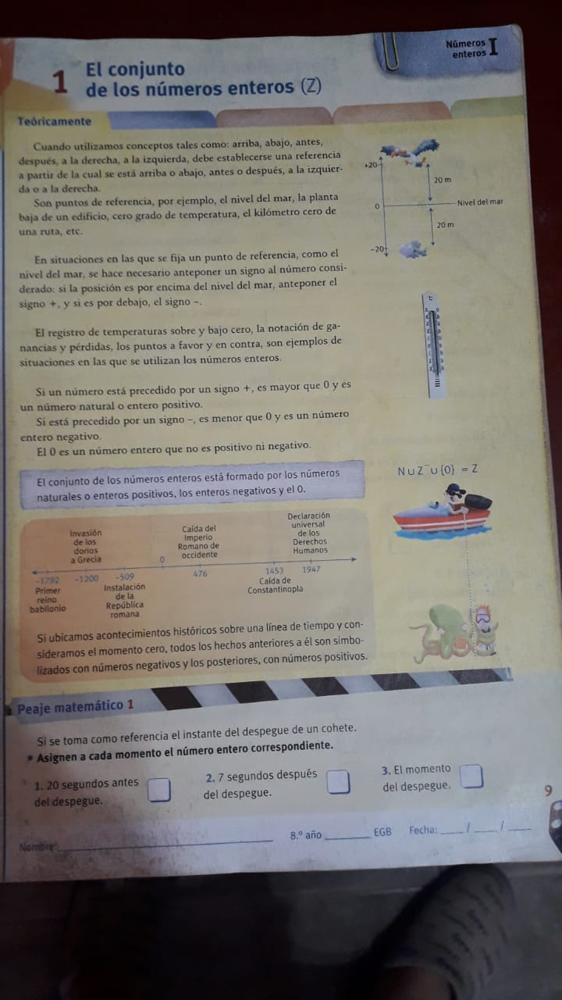 Números
enteros I
1 El conjunto
de los números enteros (Z)
Teóricamente
Cuando utilizamos conceptos tales como: arriba, abajo, antes,
después, a la derecha, a la izquierda, debe establecerse una referencia
a partir de la cual se está arriba o abajo, antes o después, a la izquier-
da o a la derecha.
Son puntos de referencia, por ejemplo, el nivel del mar, la planta
baja de un edificio, cero grado de temperatura, el kilómetro cero de
una ruta, etc.
En situaciones en las que se fija un punto de referencia, como el
nivel del mar, se hace necesario anteponer un signo al número consi-
derado: si la posición es por encima del nivel del mar, anteponer el
signo +, y si es por debajo, el signo –.
El registro de temperaturas sobre y bajo cero, la notación de ga-
nancias y pérdidas, los puntos a favor y en contra, son ejemplos de
situaciones en las que se utilizan los números enteros.
Si un número está precedido por un signo +, es mayor que 0 y es
un número natural o entero positivo.
Si está precedido por un signo –, es menor que 0 y es un número
entero negativo.
El 0 es un número entero que no es positivo ni negativo.
+20
20 m
0
Nivel del mar
20 m
–20
°C
El conjunto de los números enteros está formado por los números
naturales o enteros positivos, los enteros negativos y el 0.
N ∪ Z⁻ ∪ {0} = Z
Invasión
de los
dorios
a Grecia
0
Caída del
Imperio
Romano de
occidente
Declaración
universal
de los
Derechos
Humanos
–1792 –1200 –509 476 1453 1947
Primer
reino
babilonio
Instalación
de la
República
romana
Caída de
Constantinopla
Si ubicamos acontecimientos históricos sobre una línea de tiempo y con-
sideramos el momento cero, todos los hechos anteriores a él son simbo-
lizados con números negativos y los posteriores, con números positivos.
Peaje matemático 1
Si se toma como referencia el instante del despegue de un cohete.
• Asignen a cada momento el número entero correspondiente.
1. 20 segundos antes
del despegue.
2. 7 segundos después
del despegue.
3. El momento
del despegue.
9
Nombre: 8.º año EGB Fecha: / /